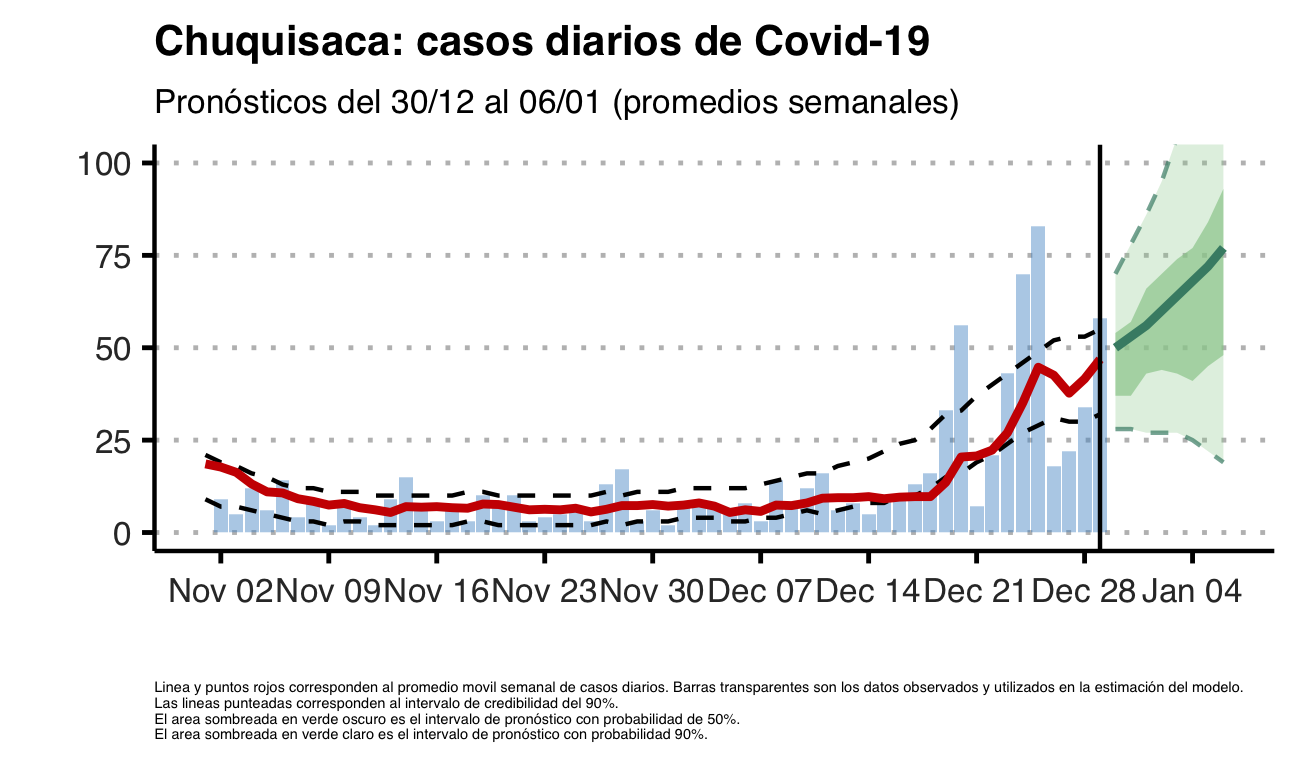 Chuquisaca: casos diarios de Covid-19
Pronósticos del 30/12 al 06/01 (promedios semanales)
100
75
50
25
0
Nov 02 Nov 09 Nov 16 Nov 23 Nov 30 Dec 07 Dec 14 Dec 21 Dec 28 Jan 04
Linea y puntos rojos corresponden al promedio movil semanal de casos diarios. Barras transparentes son los datos observados y utilizados en la estimación del modelo.
Las lineas punteadas corresponden al intervalo de credibilidad del 90%.
El area sombreada en verde oscuro es el intervalo de pronóstico con probabilidad de 50%.
El area sombreada en verde claro es el intervalo de pronóstico con probabilidad 90%.